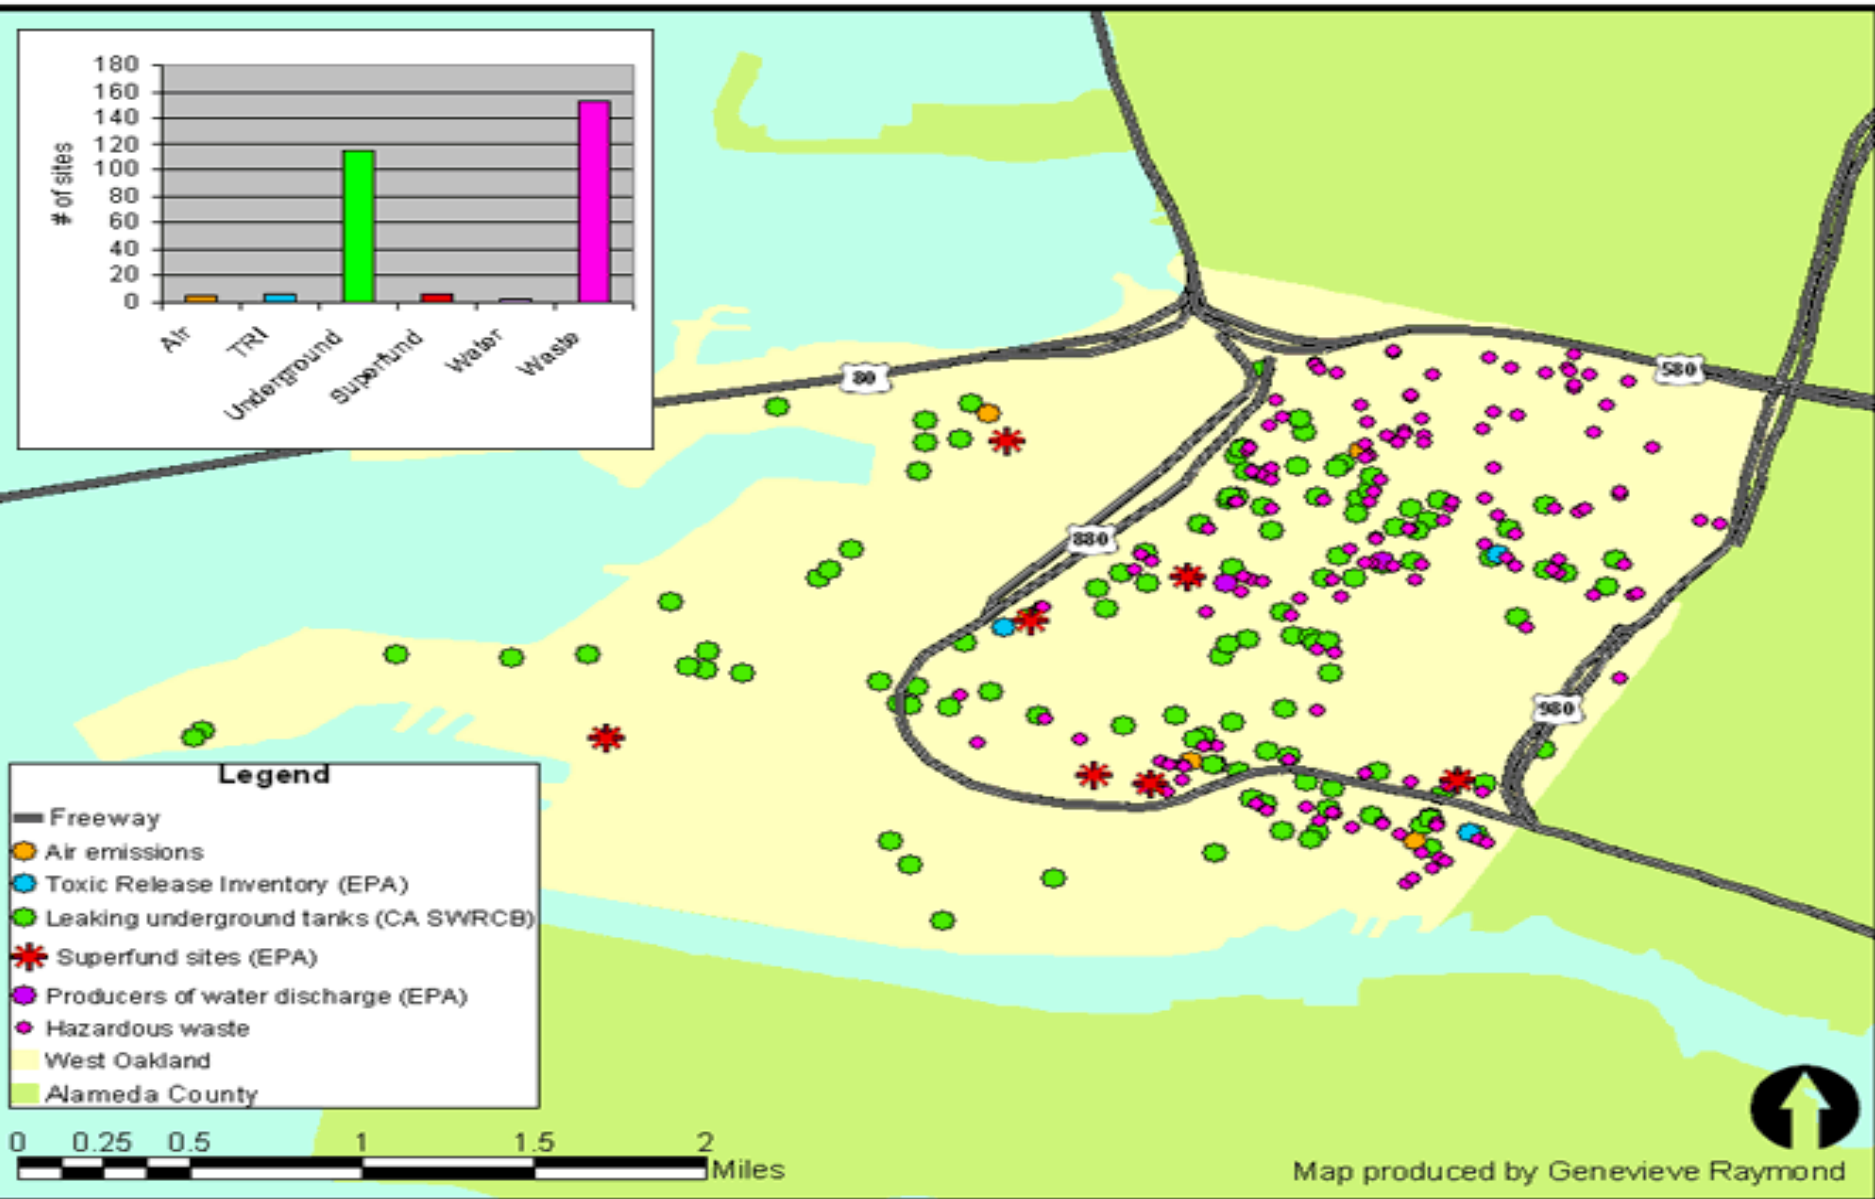 180
160
140
120
100
80
60
40
20
0
# of sites
Air
TRI
Underground
Superfund
Water
Waste
80
580
880
980
Legend
Freeway
Air emissions
Toxic Release Inventory (EPA)
Leaking underground tanks (CA SWRCB)
Superfund sites (EPA)
Producers of water discharge (EPA)
Hazardous waste
West Oakland
Alameda County
0 0.25 0.5 1 1.5 2
Miles
Map produced by Genevieve Raymond